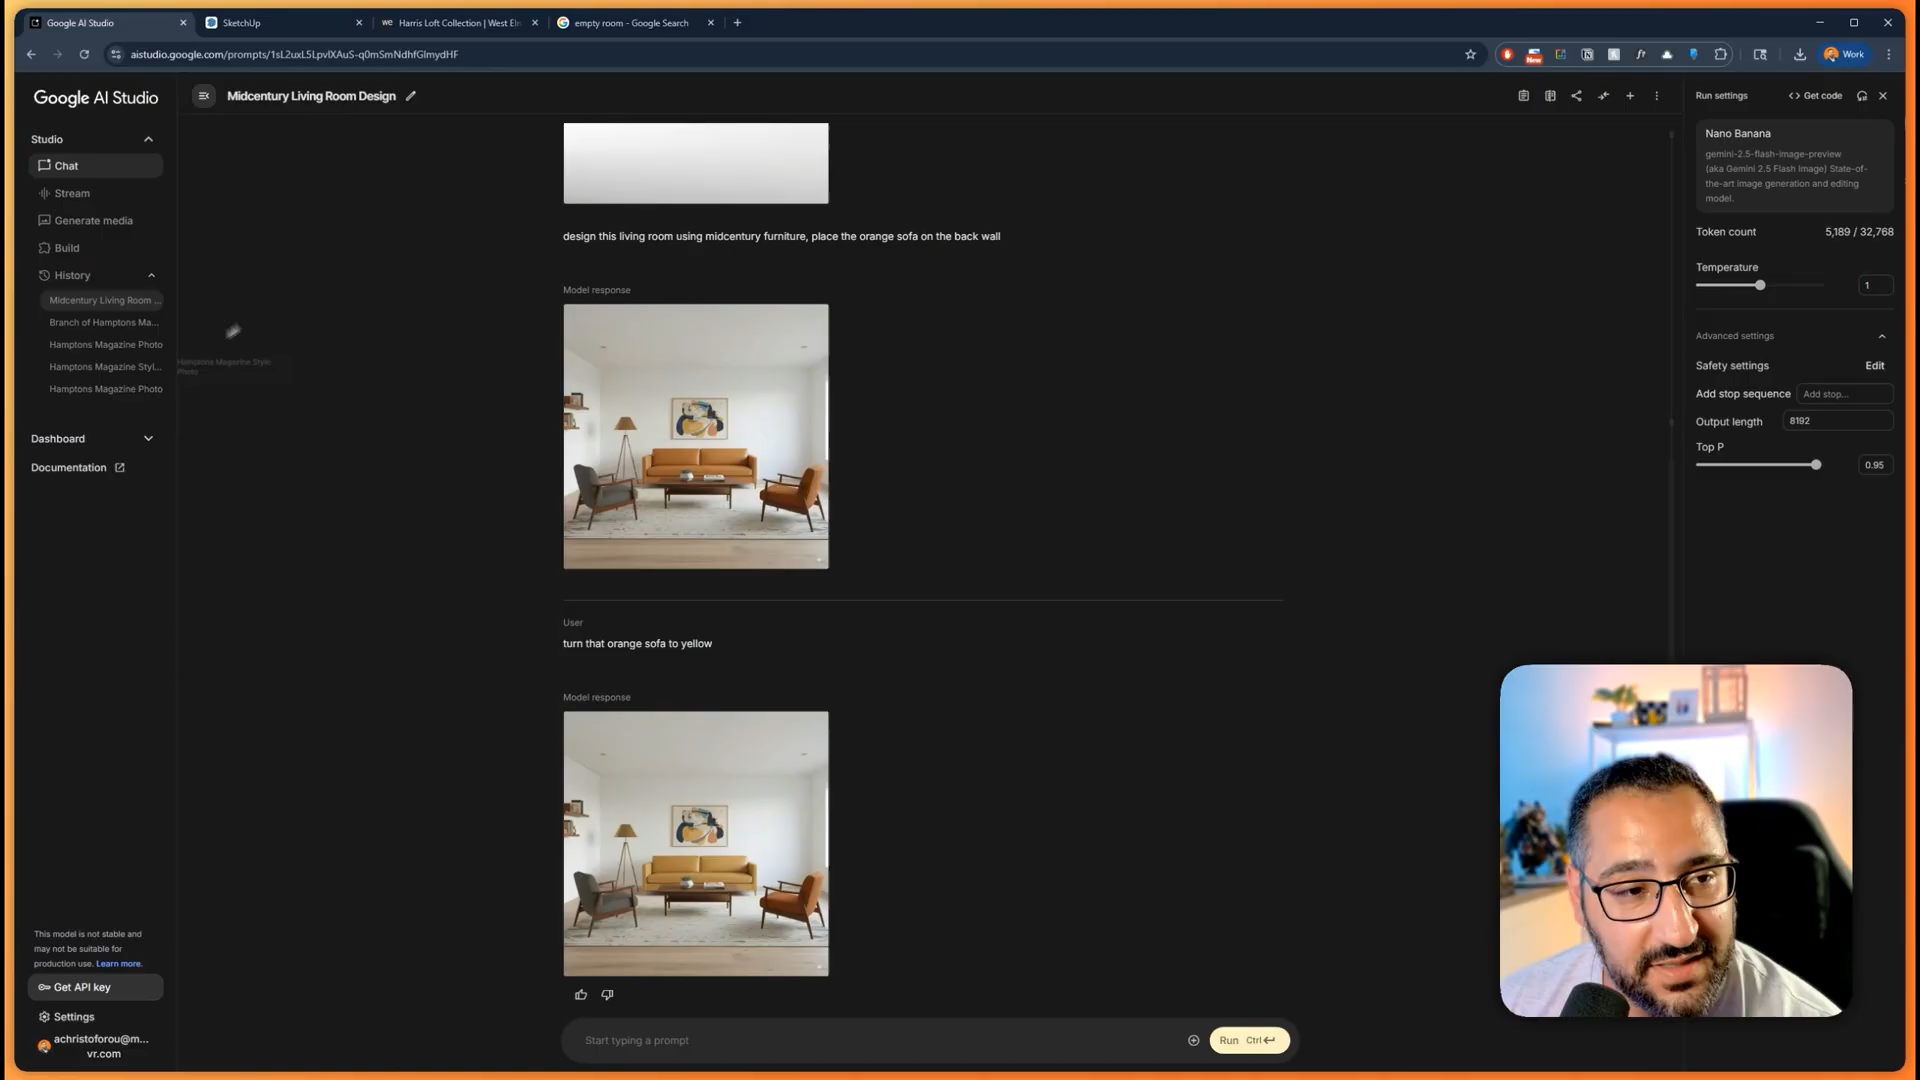 Google AI Studio
SketchUp
we Harris Loft Collection | West Eln
empty room - Google Search
aistudio.google.com/prompts/1sL2uxL5LpvlXAuS-q0mSmNdhfGlmydHF
New
Work
Google AI Studio
Midcentury Living Room Design
Run settings
Get code
Studio
Chat
Stream
Generate media
Build
History
Midcentury Living Room ...
Branch of Hamptons Ma...
Hamptons Magazine Photo
Hamptons Magazine Styl...
Hamptons Magazine Photo
Hamptons Magazine Style
Photo
Dashboard
Documentation
This model is not stable and
may not be suitable for
production use. Learn more.
Get API key
Settings
achristoforou@m...
vr.com
design this living room using midcentury furniture, place the orange sofa on the back wall
Model response
User
turn that orange sofa to yellow
Model response
Start typing a prompt
Run Ctrl
Nano Banana
gemini-2.5-flash-image-preview
(aka Gemini 2.5 Flash Image) State-of-
the-art image generation and editing
model.
Token count 5,189 / 32,768
Temperature
1
Advanced settings
Safety settings Edit
Add stop sequence Add stop...
Output length 8192
Top P
0.95